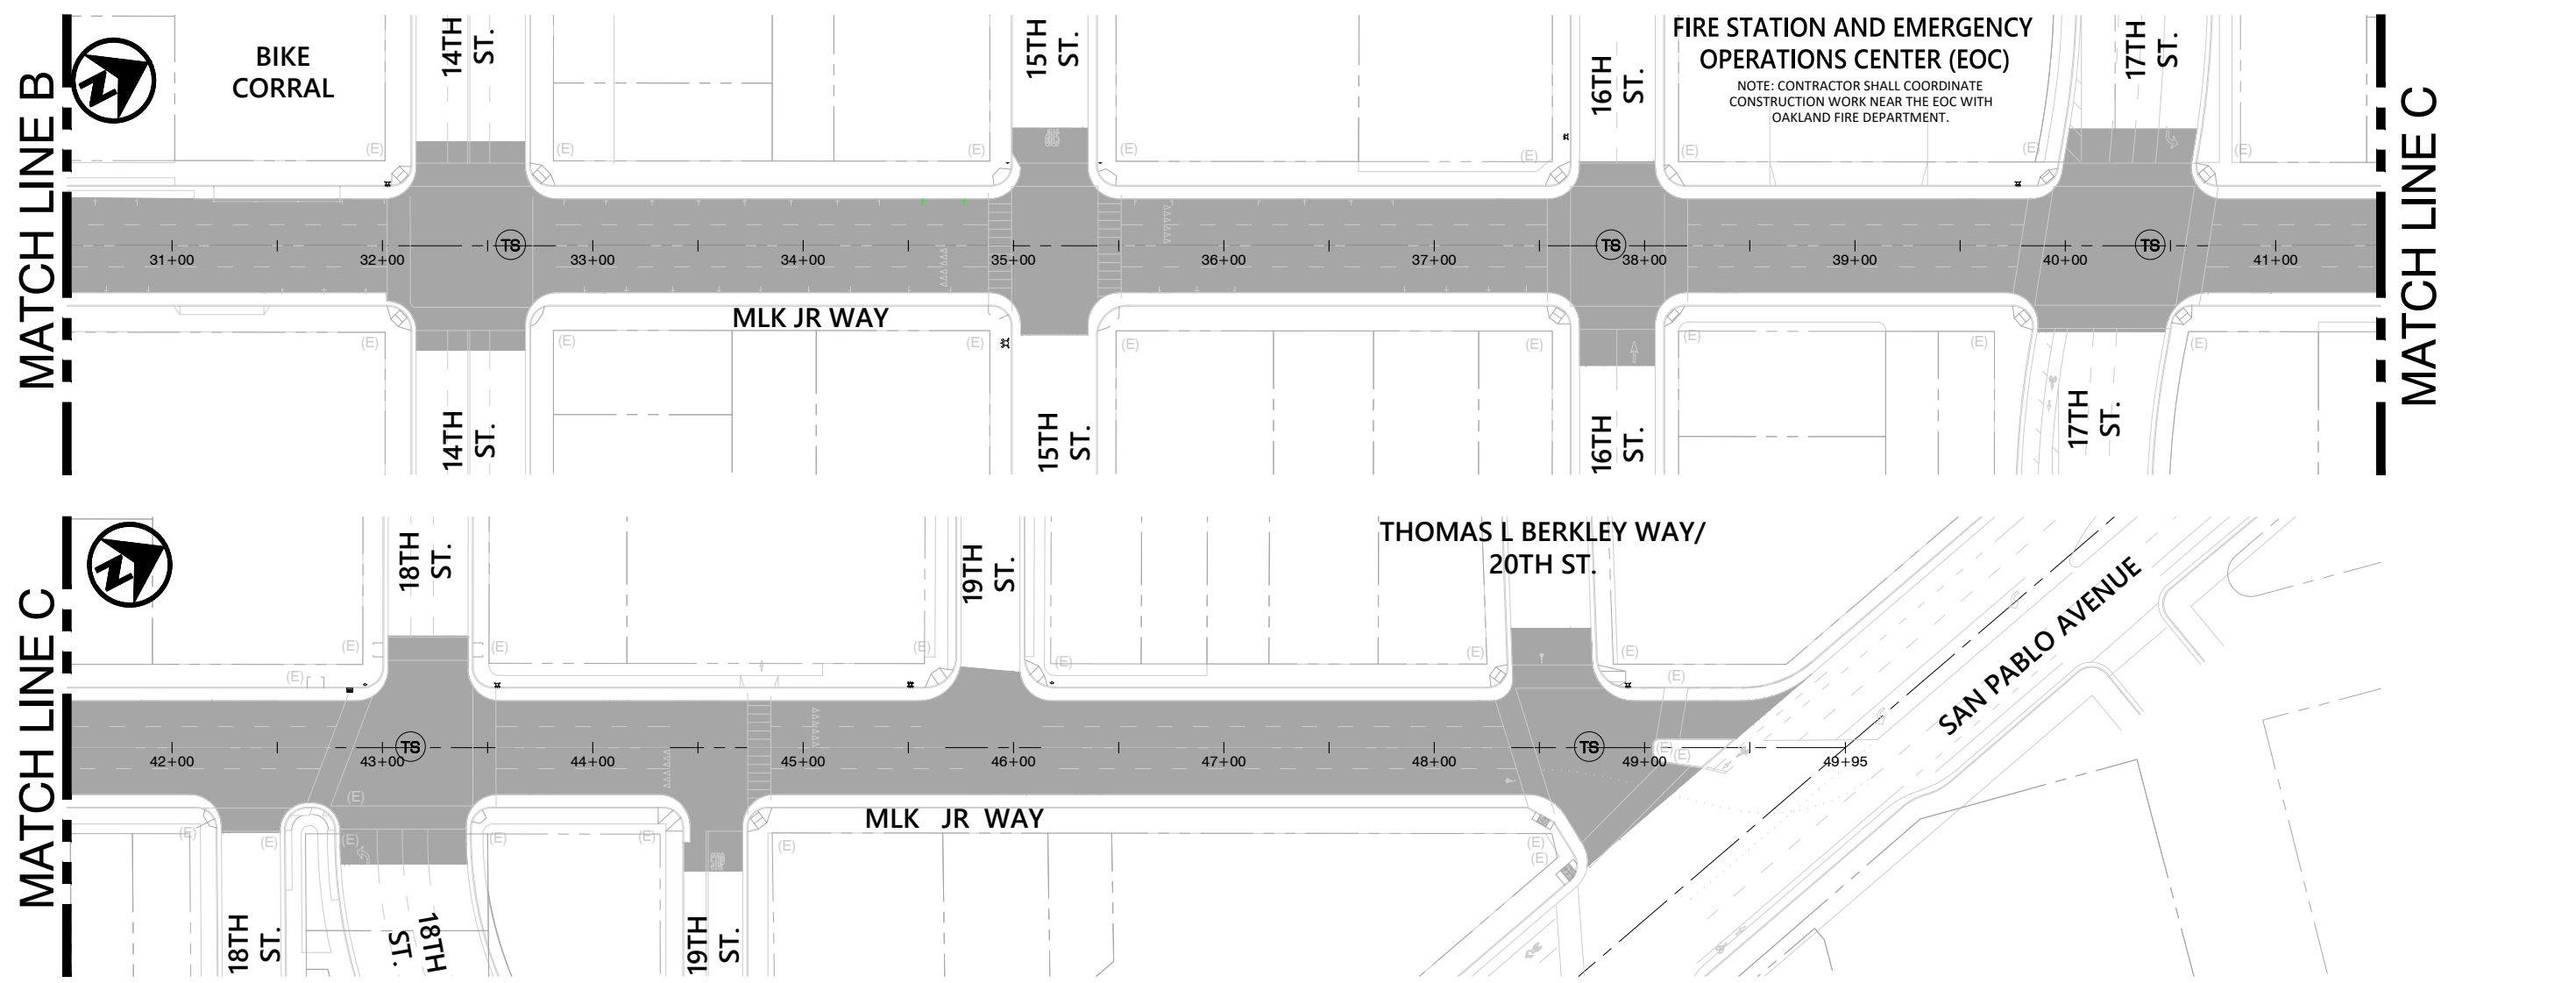 MATCH LINE B
N
BIKE
CORRAL
14TH
ST.
15TH
ST.
16TH
ST.
FIRE STATION AND EMERGENCY
OPERATIONS CENTER (EOC)
NOTE: CONTRACTOR SHALL COORDINATE
CONSTRUCTION WORK NEAR THE EOC WITH
OAKLAND FIRE DEPARTMENT.
17TH
ST.
MATCH LINE C
(E)
(E)
(E)
(E)
(E)
(E)
(E)
(E)
TS
TS
TS
31+00
32+00
33+00
34+00
35+00
36+00
37+00
38+00
39+00
40+00
41+00
MLK JR WAY
(E)
(E)
(E)
(E)
(E)
(E)
(E)
(E)
14TH
ST.
15TH
ST.
16TH
ST.
17TH
ST.
MATCH LINE C
N
18TH
ST.
19TH
ST.
THOMAS L BERKLEY WAY/
20TH ST.
SAN PABLO AVENUE
(E)
(E)
(E)
(E)
(E)
(E)
(E)
(E)
TS
TS
(E)
(E)
42+00
43+00
44+00
45+00
46+00
47+00
48+00
49+00
49+95
(E)
MLK JR WAY
(E)
(E)
(E)
(E)
(E)
(E)
(E)
(E)
STOP
18TH
ST.
18TH
ST.
19TH
ST.